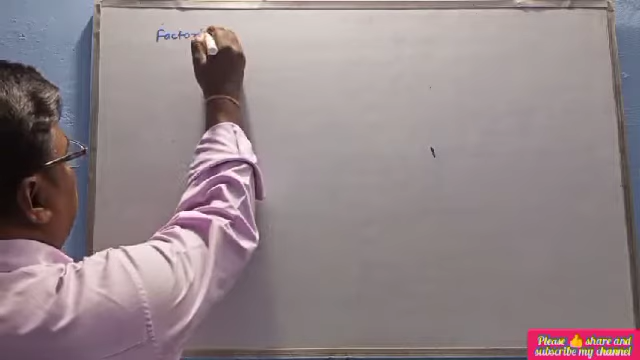 Factor
Please 👍 share and
subscribe my channel